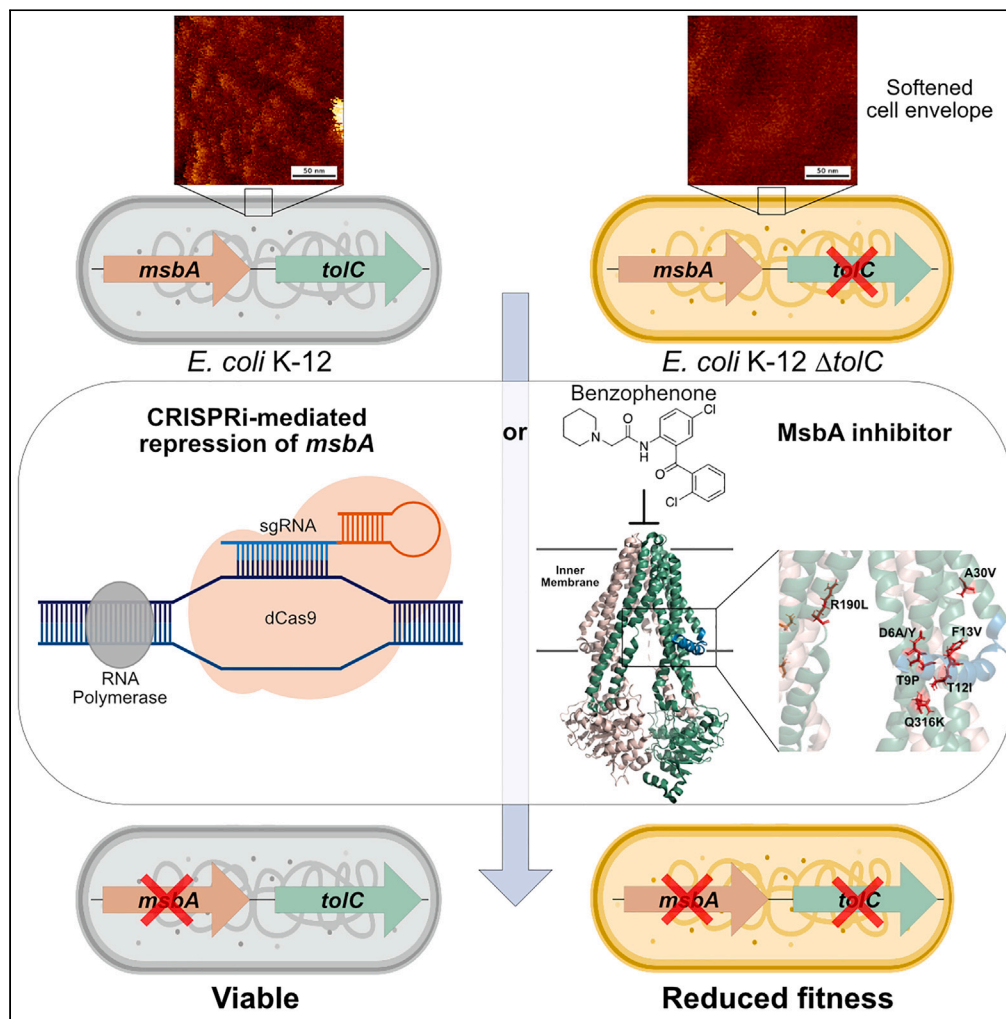 50 nm
50 nm
Softened
cell envelope
msbA
tolC
msbA
tolC
E. coli K-12
E. coli K-12 ΔtolC
CRISPRi-mediated
repression of msbA
or
Benzophenone
MsbA inhibitor
Cl
N
O
N
H
O
Cl
sgRNA
dCas9
RNA
Polymerase
Inner
Membrane
R190L
A30V
D6A/Y
F13V
T9P
T12I
Q316K
msbA
tolC
msbA
tolC
Viable
Reduced fitness